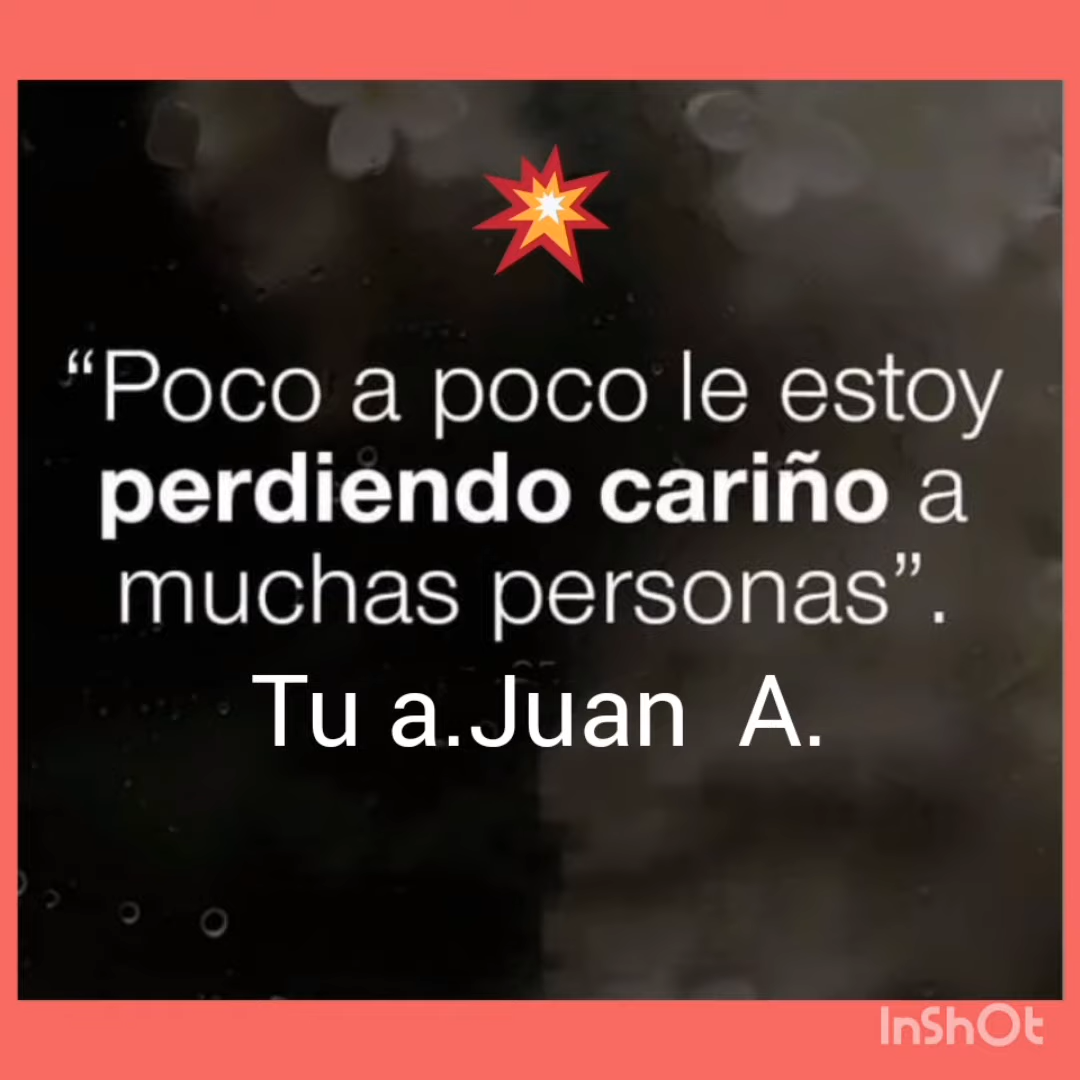 “Poco a poco le estoy
perdiendo cariño a
muchas personas”.
Tu a.Juan A.
InShOt